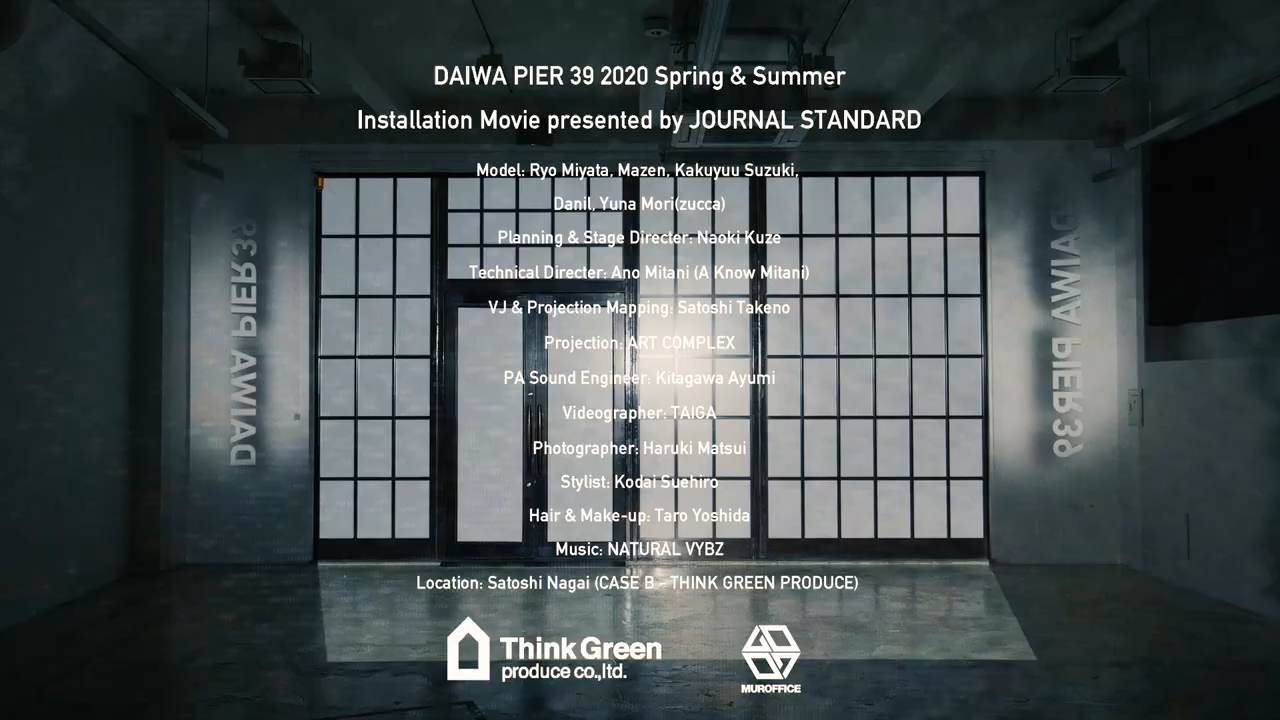 DAIWA PIER 39 2020 Spring & Summer
Installation Movie presented by JOURNAL STANDARD
Model: Ryo Miyata, Mazen, Kakuyuu Suzuki,
Danil, Yuna Mori(zucca)
Planning & Stage Directer: Naoki Kuze
Technical Directer: Ano Mitani (A Know Mitani)
VJ & Projection Mapping: Satoshi Takeno
Projection: ART COMPLEX
PA Sound Engineer: Kitagawa Ayumi
Videographer: TAIGA
Photographer: Haruki Matsui
Stylist: Kodai Suehiro
Hair & Make-up: Taro Yoshida
Music: NATURAL VYBZ
Location: Satoshi Nagai (CASE B - THINK GREEN PRODUCE)
DAIWA PIER39
DAIWA PIER39
Think Green
produce co.,ltd.
MUROFFICE